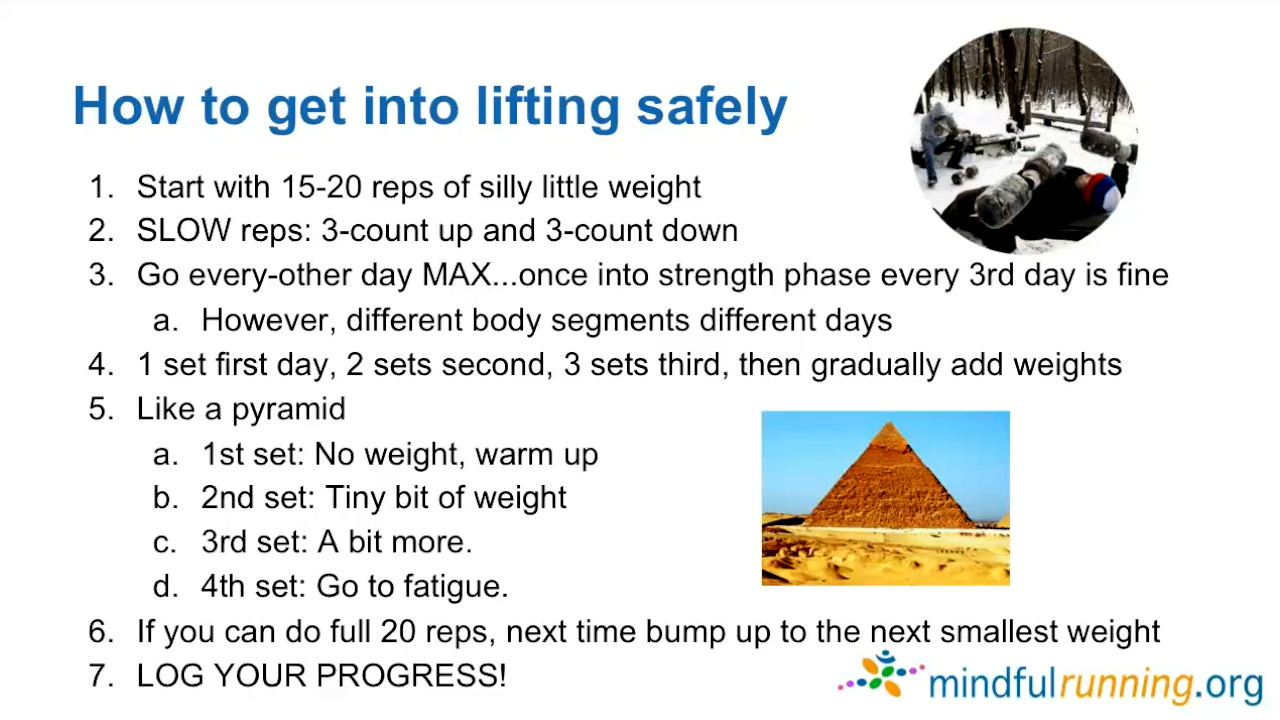 How to get into lifting safely
1. Start with 15-20 reps of silly little weight
2. SLOW reps: 3-count up and 3-count down
3. Go every-other day MAX...once into strength phase every 3rd day is fine
a. However, different body segments different days
4. 1 set first day, 2 sets second, 3 sets third, then gradually add weights
5. Like a pyramid
a. 1st set: No weight, warm up
b. 2nd set: Tiny bit of weight
c. 3rd set: A bit more.
d. 4th set: Go to fatigue.
6. If you can do full 20 reps, next time bump up to the next smallest weight
7. LOG YOUR PROGRESS!
mindfulrunning.org